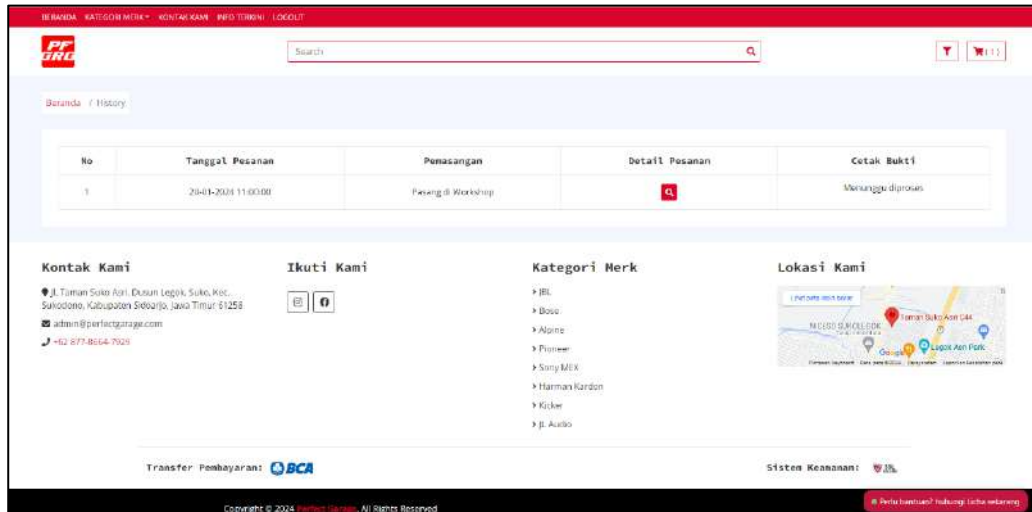 BERANDA KATEGORI MERK KONTAK KAMI INFO TERKINI LOGOUT
PF
GRG
Search
(1)
Beranda / History
No Tanggal Pesanan Pemasangan Detail Pesanan Cetak Bukti
1 20-01-2024 11:00:00 Pasang di Workshop Menunggu diproses
Kontak Kami
Jl. Taman Suko Asri, Dusun Legok, Suko, Kec.
Sukodono, Kabupaten Sidoarjo, Jawa Timur 61258
admin@perfectgarage.com
+62 877-8664-7929
Ikuti Kami
Kategori Merk
JBL
Bose
Alpine
Pioneer
Sony MEX
Harman Kardon
Kicker
JL Audio
Lokasi Kami
Taman Suko Asri C44
Legok Asri Park
Google
Transfer Pembayaran: BCA
Sistem Keamanan:
Copyright © 2024 Perfect Garage, All Rights Reserved
Perlu bantuan? hubungi Licha sekarang